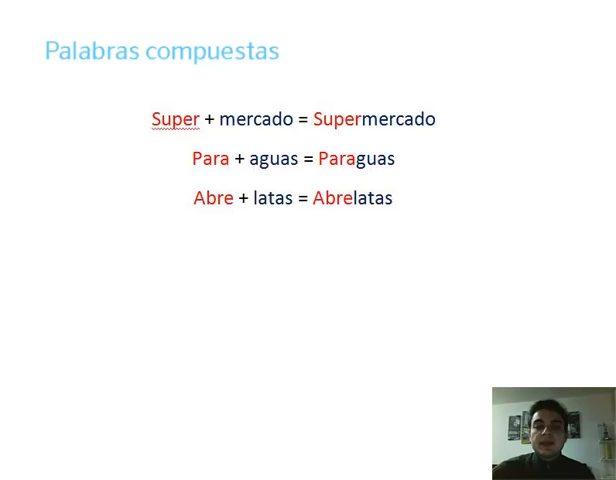 Palabras compuestas
Super + mercado = Supermercado
Para + aguas = Paraguas
Abre + latas = Abrelatas